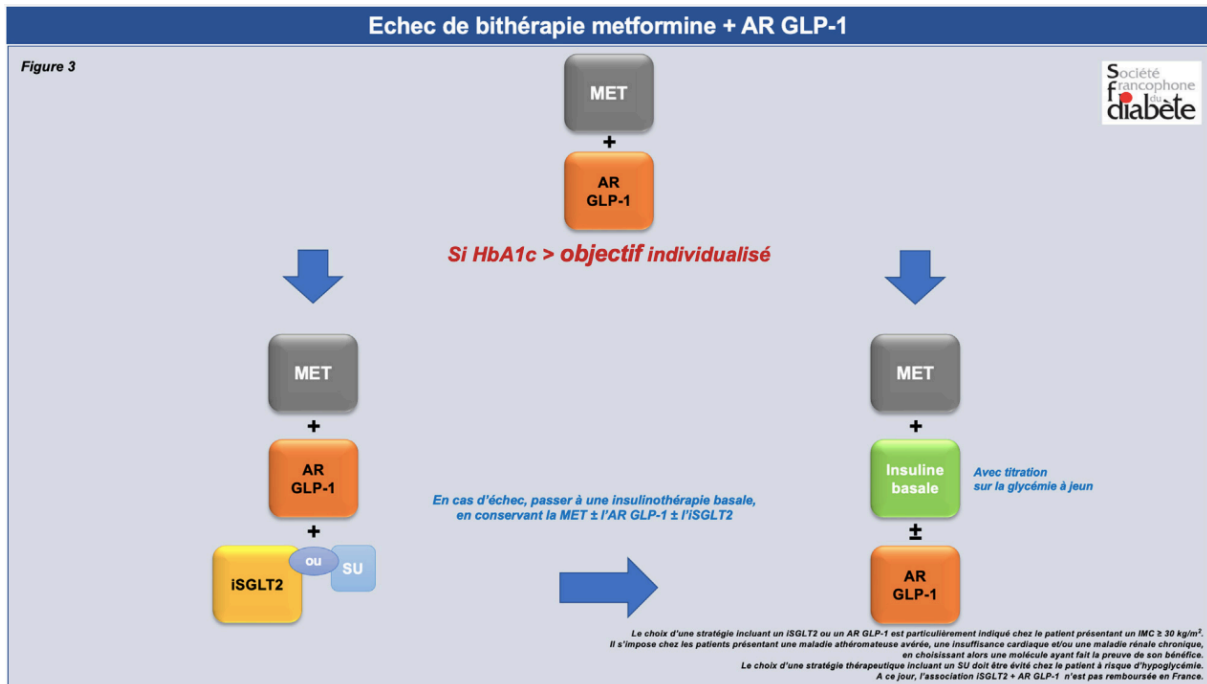 Echec de bithérapie metformine + AR GLP-1
Figure 3
Société
francophone
du
diabète
MET
+
AR
GLP-1
Si HbA1c > objectif individualisé
MET
+
AR
GLP-1
+
iSGLT2
ou
SU
En cas d'échec, passer à une insulinothérapie basale,
en conservant la MET ± l'AR GLP-1 ± l'iSGLT2
MET
+
Insuline
basale
Avec titration
sur la glycémie à jeun
±
AR
GLP-1
Le choix d'une stratégie incluant un iSGLT2 ou un AR GLP-1 est particulièrement indiqué chez le patient présentant un IMC ≥ 30 kg/m².
Il s'impose chez les patients présentant une maladie athéromateuse avérée, une insuffisance cardiaque et/ou une maladie rénale chronique,
en choisissant alors une molécule ayant fait la preuve de son bénéfice.
Le choix d'une stratégie thérapeutique incluant un SU doit être évité chez le patient à risque d'hypoglycémie.
A ce jour, l'association iSGLT2 + AR GLP-1 n'est pas remboursée en France.